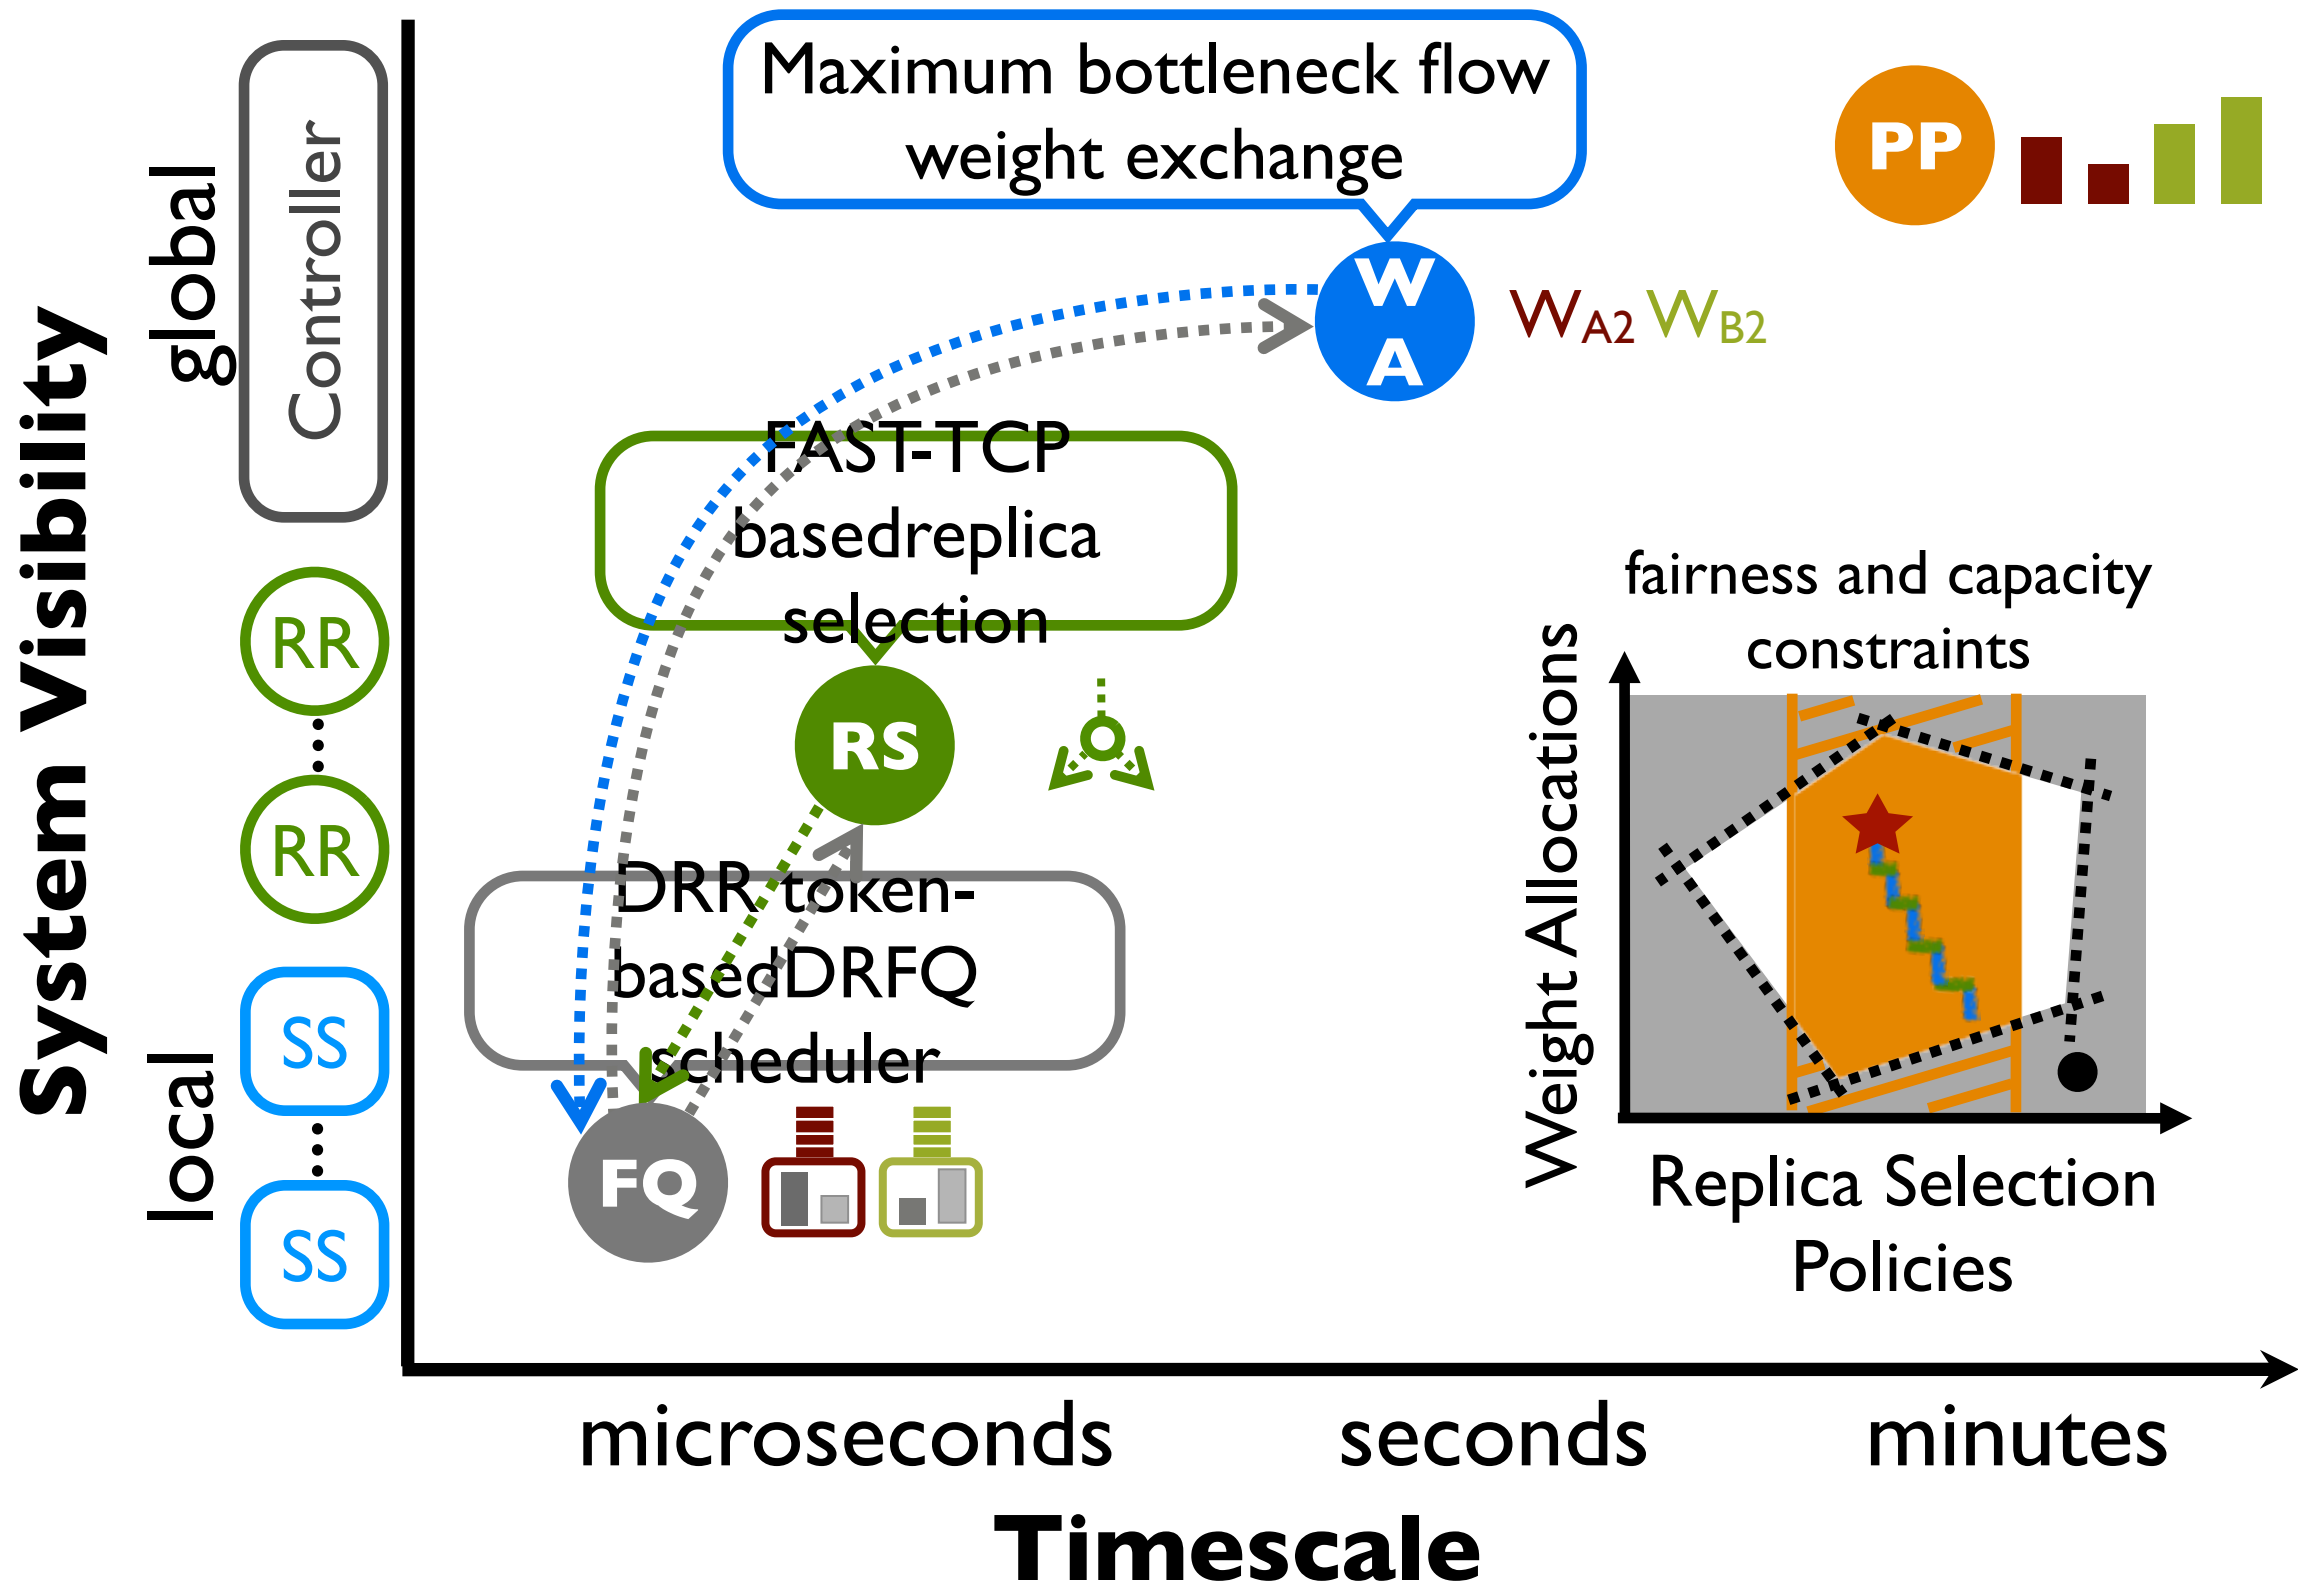 System Visibility
global
local
Controller
RR
RR
SS
SS
Maximum bottleneck flow
weight exchange
PP
W
A
WA2 WB2
FAST-TCP
basedreplica
selection
RS
DRR token-
basedDRFQ
scheduler
FQ
fairness and capacity
constraints
Weight Allocations
Replica Selection
Policies
microseconds seconds minutes
Timescale